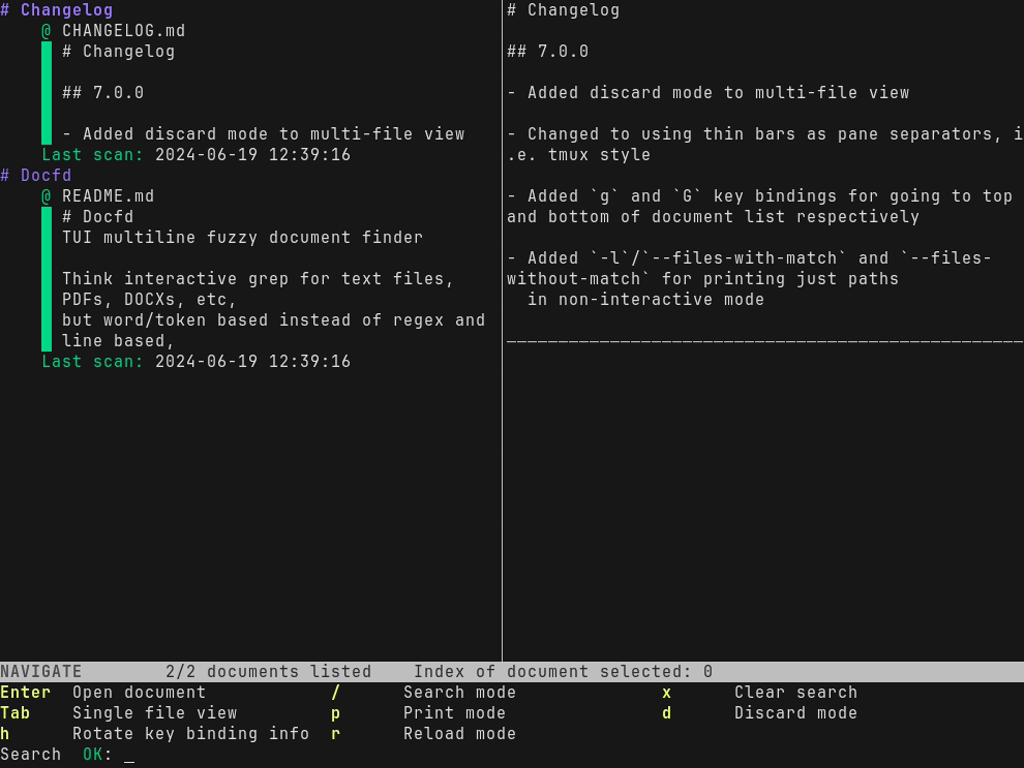 # Changelog
@ CHANGELOG.md
# Changelog
## 7.0.0
- Added discard mode to multi-file view
Last scan: 2024-06-19 12:39:16
# Docfd
@ README.md
# Docfd
TUI multiline fuzzy document finder
Think interactive grep for text files,
PDFs, DOCXs, etc,
but word/token based instead of regex and
line based,
Last scan: 2024-06-19 12:39:16
# Changelog
## 7.0.0
- Added discard mode to multi-file view
- Changed to using thin bars as pane separators, i
.e. tmux style
- Added `g` and `G` key bindings for going to top
and bottom of document list respectively
- Added `-l`/`--files-with-match` and `--files-
without-match` for printing just paths
in non-interactive mode
NAVIGATE 2/2 documents listed Index of document selected: 0
Enter Open document / Search mode x Clear search
Tab Single file view p Print mode d Discard mode
h Rotate key binding info r Reload mode
Search OK: _